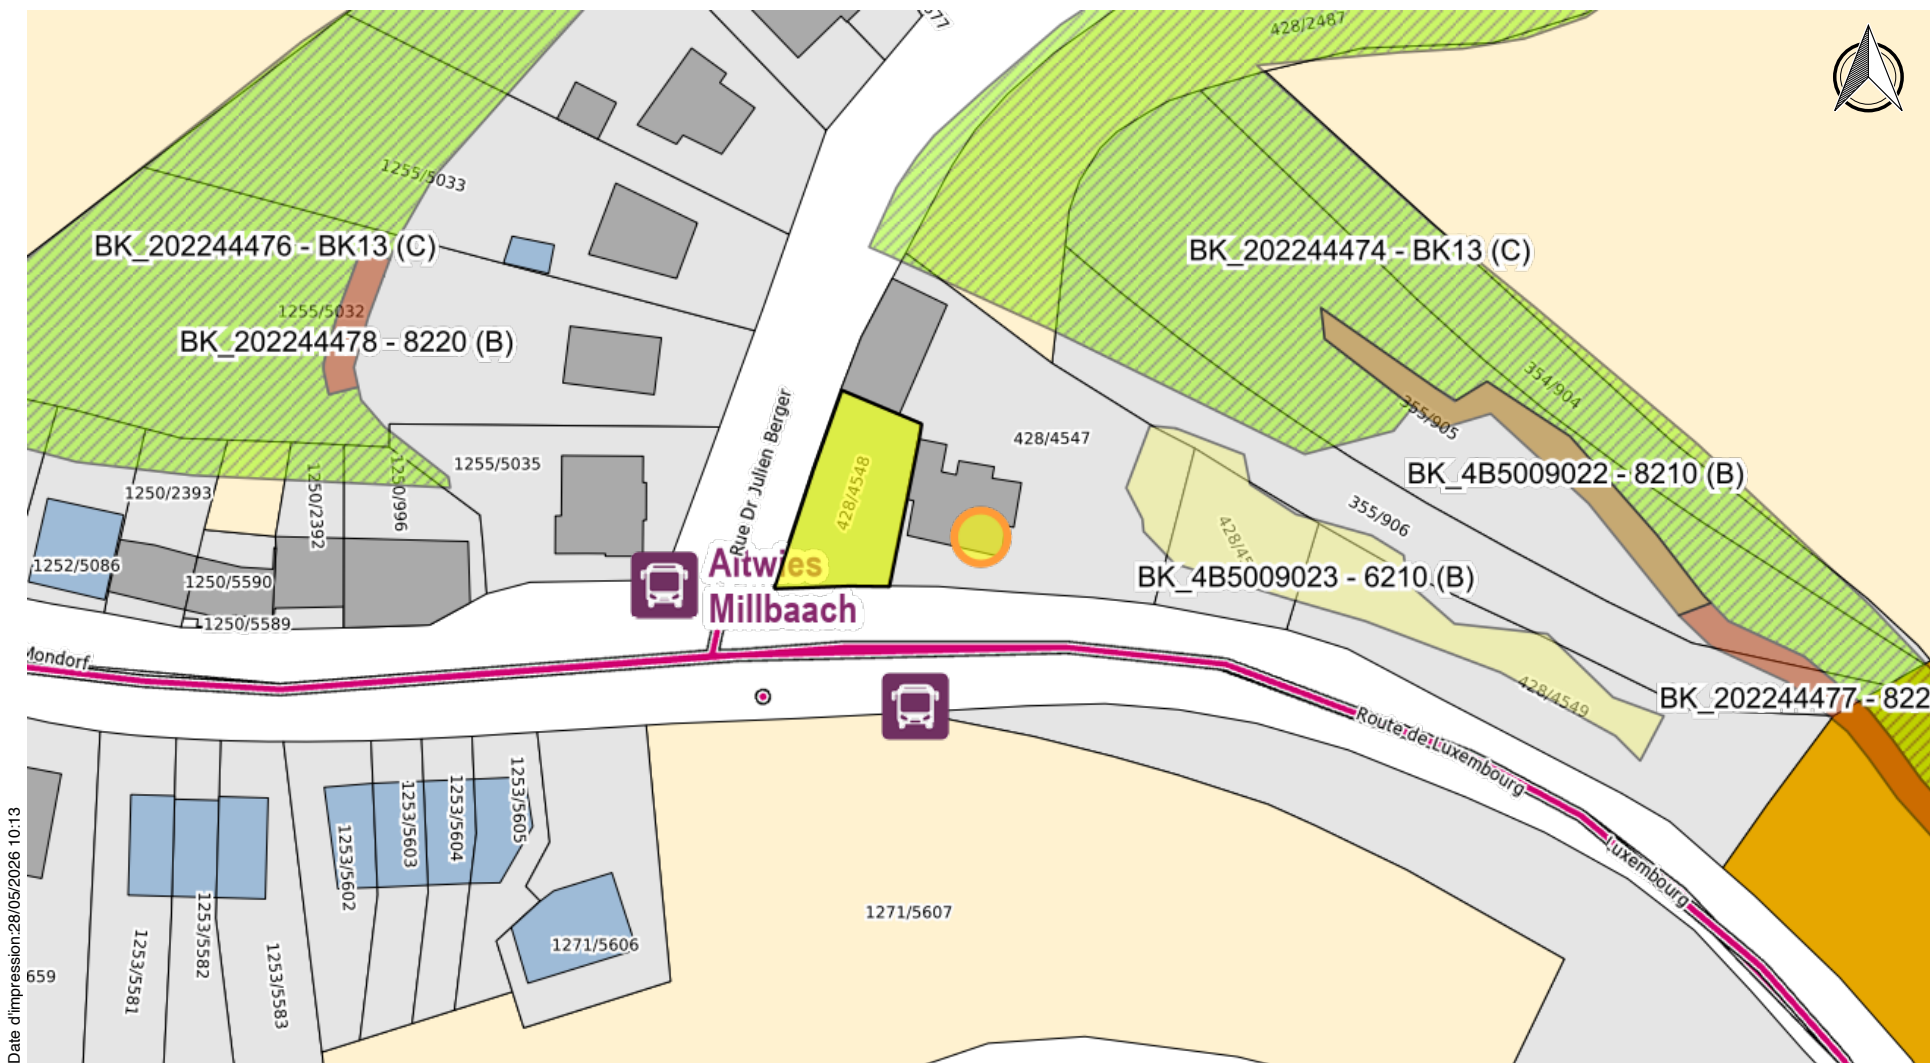 428/2487
1255/5033
BK_202244476 - BK13 (C)
BK_202244474 - BK13 (C)
1255/5032
BK_202244478 - 8220 (B)
354/904
355/905
Rue Dr Julien Berger
428/4547
1255/5035
428/4548
BK_4B5009022 - 8210 (B)
1250/2393
1250/2392
1250/996
355/906
1252/5086
1250/5590
1250/5589
Aitwies
Millbaach
BK_4B5009023 - 6210 (B)
Mondorf
428/4549
BK_202244477 - 822
Route de Luxembourg
Luxembourg
1253/5602
1253/5603
1253/5604
1253/5605
1253/5581
1253/5582
1253/5583
1271/5606
1271/5607
659
Date d'impression:28/05/2026 10:13